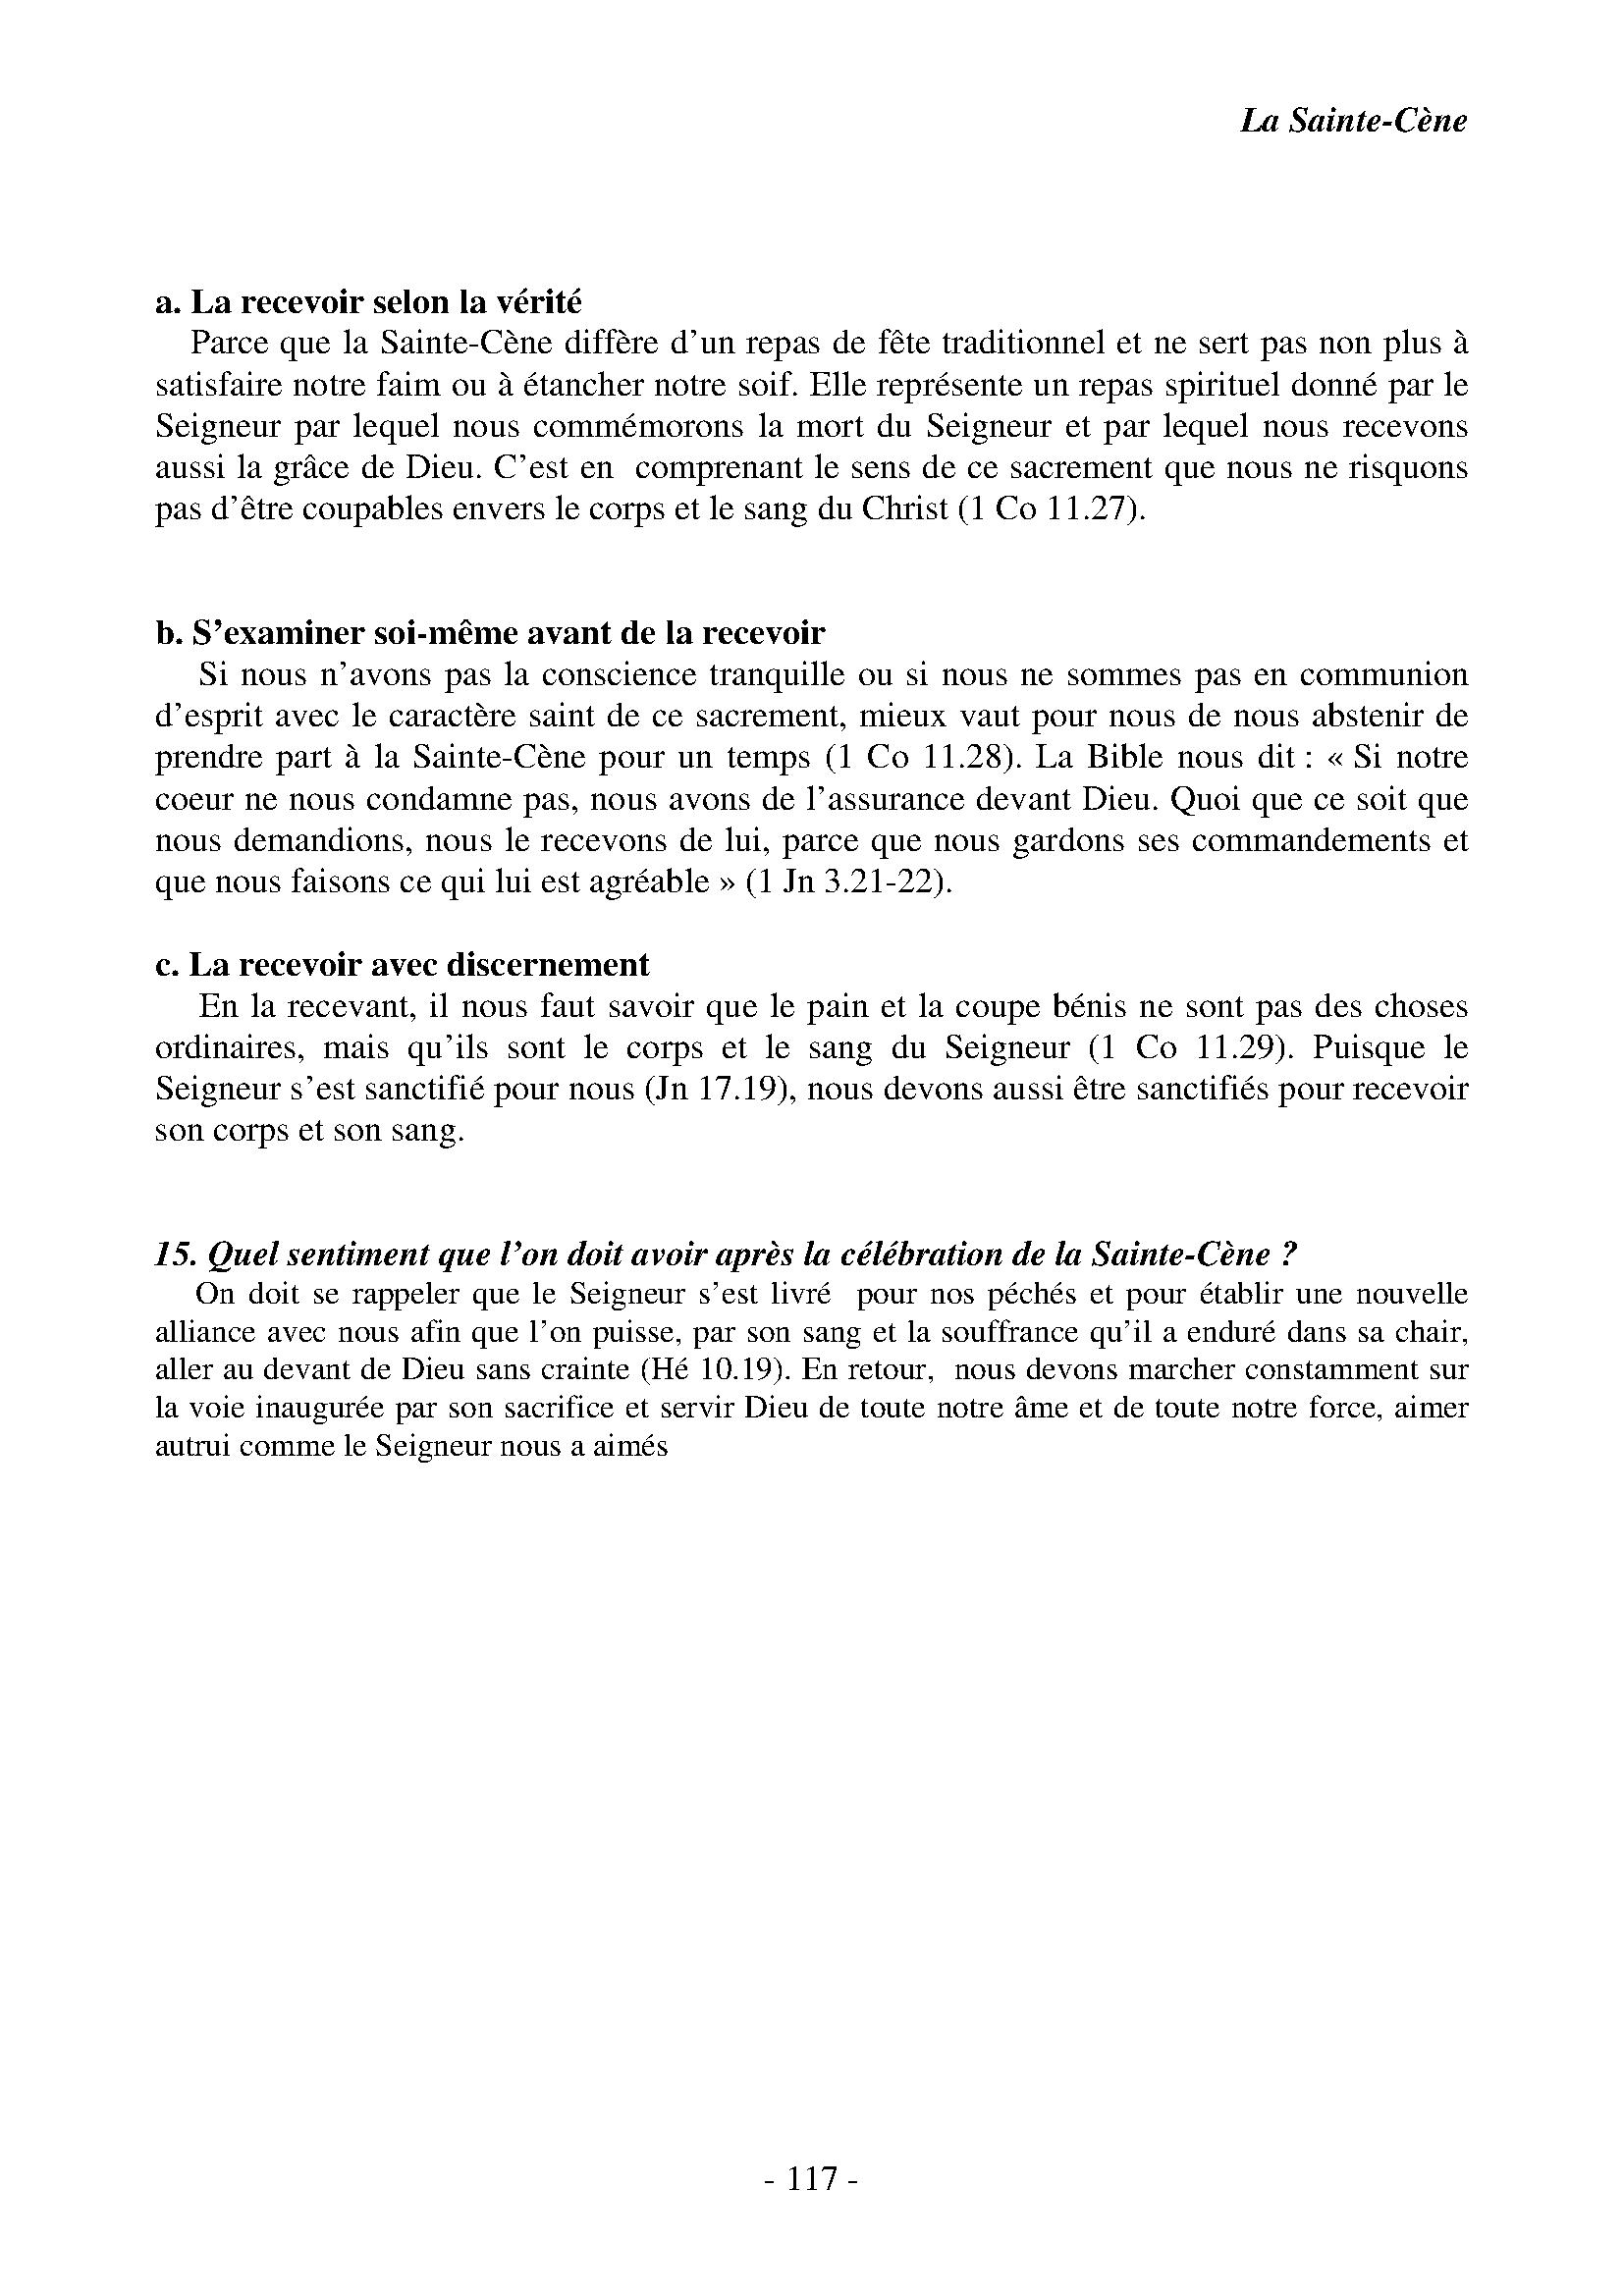 La Sainte-Cène
a. La recevoir selon la vérité
Parce que la Sainte-Cène diffère d’un repas de fête traditionnel et ne sert pas non plus à
satisfaire notre faim ou à étancher notre soif. Elle représente un repas spirituel donné par le
Seigneur par lequel nous commémorons la mort du Seigneur et par lequel nous recevons
aussi la grâce de Dieu. C’est en  comprenant le sens de ce sacrement que nous ne risquons
pas d’être coupables envers le corps et le sang du Christ (1 Co 11.27).
b. S’examiner soi-même avant de la recevoir
Si nous n’avons pas la conscience tranquille ou si nous ne sommes pas en communion
d’esprit avec le caractère saint de ce sacrement, mieux vaut pour nous de nous abstenir de
prendre part à la Sainte-Cène pour un temps (1 Co 11.28). La Bible nous dit : « Si notre
coeur ne nous condamne pas, nous avons de l’assurance devant Dieu. Quoi que ce soit que
nous demandions, nous le recevons de lui, parce que nous gardons ses commandements et
que nous faisons ce qui lui est agréable » (1 Jn 3.21-22).
c. La recevoir avec discernement
En la recevant, il nous faut savoir que le pain et la coupe bénis ne sont pas des choses
ordinaires, mais qu’ils sont le corps et le sang du Seigneur (1 Co 11.29). Puisque le
Seigneur s’est sanctifié pour nous (Jn 17.19), nous devons aussi être sanctifiés pour recevoir
son corps et son sang.
15. Quel sentiment que l’on doit avoir après la célébration de la Sainte-Cène ?
On doit se rappeler que le Seigneur s’est livré  pour nos péchés et pour établir une nouvelle
alliance avec nous afin que l’on puisse, par son sang et la souffrance qu’il a enduré dans sa chair,
aller au devant de Dieu sans crainte (Hé 10.19). En retour,  nous devons marcher constamment sur
la voie inaugurée par son sacrifice et servir Dieu de toute notre âme et de toute notre force, aimer
autrui comme le Seigneur nous a aimés
- 117 -